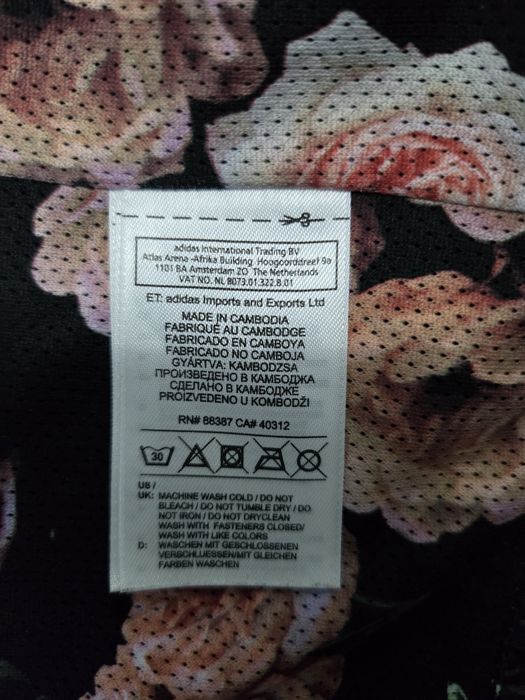 adidas International Trading BV
Atlas Arena -Afrika Building Hoogoorddreef 9a
1101 BA Amsterdam ZO The Netherlands
VAT NO. NL 8073.01.322.B.01
ET: adidas Imports and Exports Ltd
MADE IN CAMBODIA
FABRIQUÉ AU CAMBODGE
FABRICADO EN CAMBOYA
FABRICADO NO CAMBOJA
GYÁRTVA: KAMBODZSA
ПРОИЗВЕДЕНО В КАМБОДЖА
СДЕЛАНО В КАМБОДЖЕ
PROIZVEDENO U KOMBODŽI
RN# 88387 CA# 40312
30
US /
UK: MACHINE WASH COLD / DO NOT
BLEACH / DO NOT TUMBLE DRY / DO
NOT IRON / DO NOT DRYCLEAN
WASH WITH FASTENERS CLOSED/
WASH WITH LIKE COLORS
D: WASCHEN MIT GESCHLOSSENEN
VERSCHLUESSEN/MIT GLEICHEN
FARBEN WASCHEN